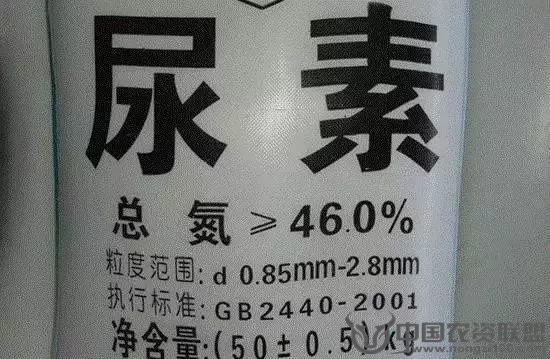 尿素
总氮≥46.0%
粒度范围:d 0.85mm-2.8mm
执行标准:GB2440-2001
净含量:(50±0.5)kg
中国农资联盟